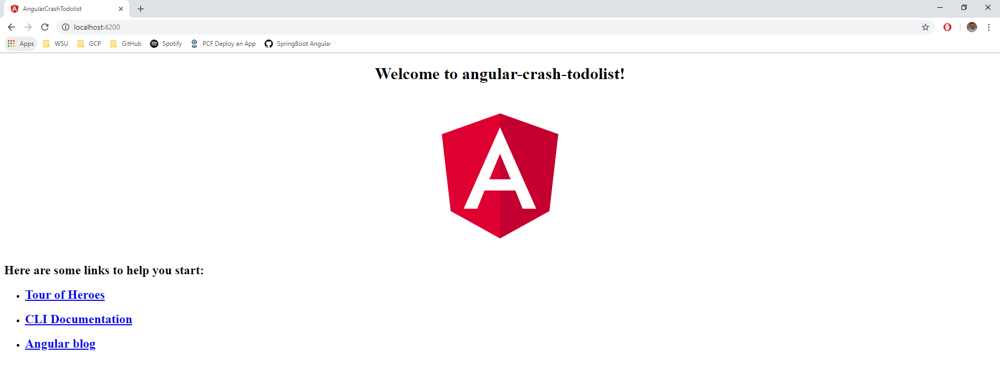 AngularCrashTodolist
localhost:4200
Apps WSU GCP GitHub Spotify PCF Deploy an App SpringBoot Angular 7
Welcome to angular-crash-todolist!
A
Here are some links to help you start:
• Tour of Heroes
• CLI Documentation
• Angular blog